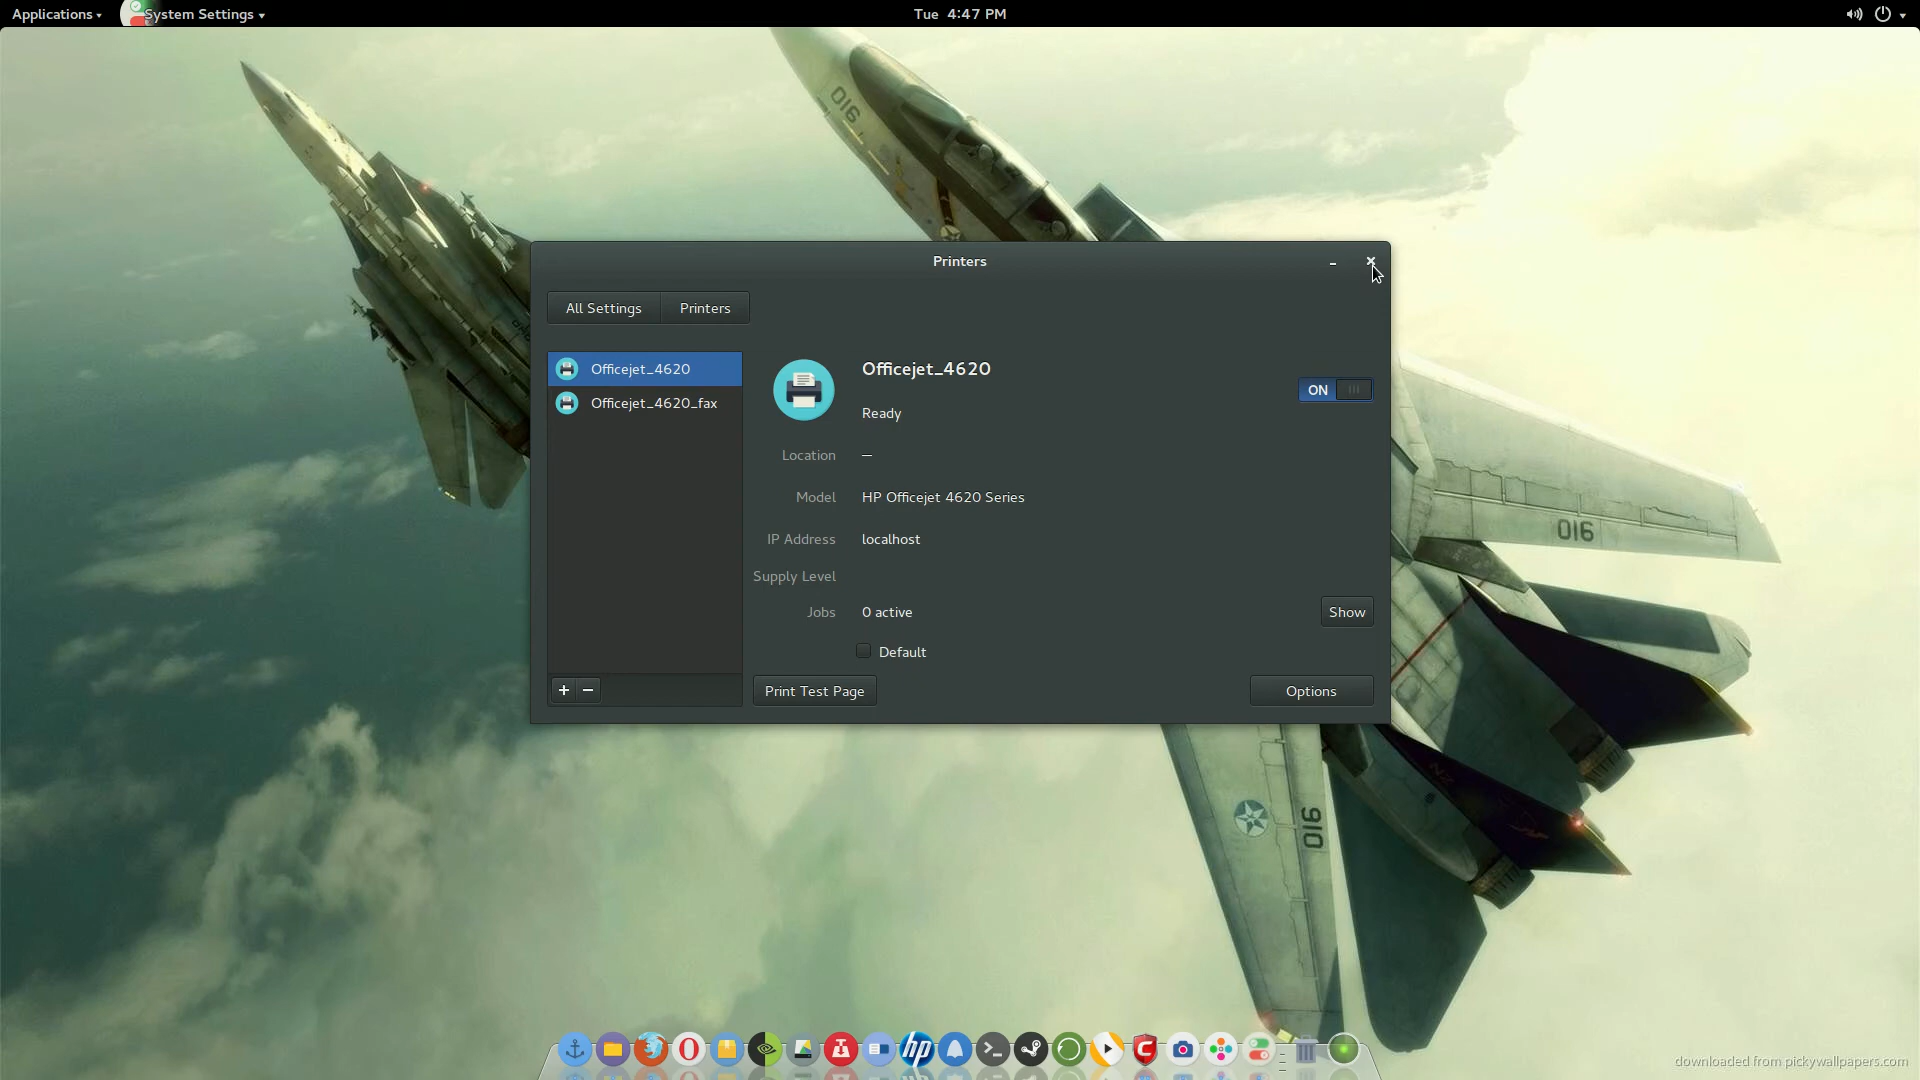 Applications
System Settings
Tue 4:47 PM
Printers
All Settings
Printers
Officejet_4620
Officejet_4620_fax
Officejet_4620
ON
Ready
Location —
Model HP Officejet 4620 Series
IP Address localhost
Supply Level
Jobs 0 active
Show
Default
+ −
Print Test Page
Options
016
016
016
hp
downloaded from pickywallpapers.com